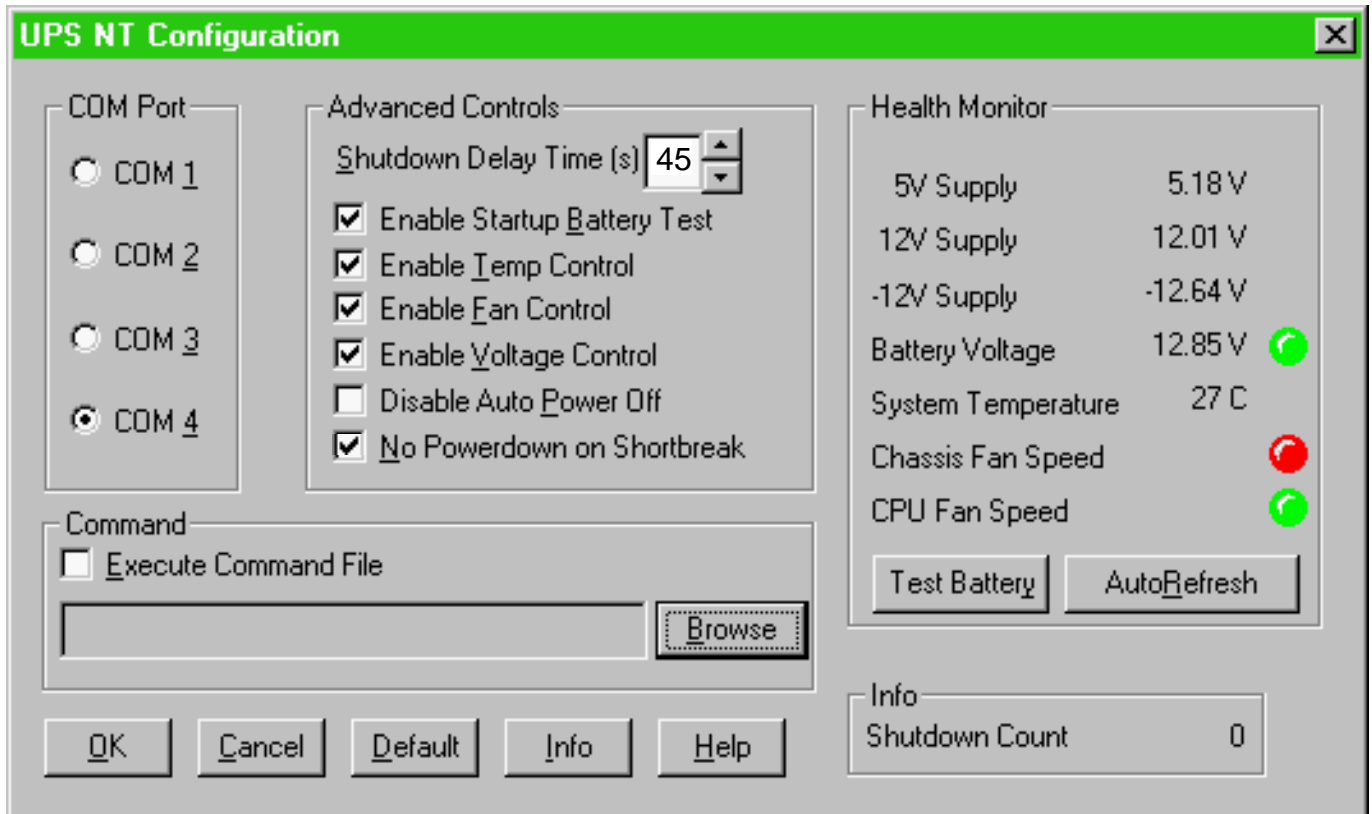 UPS NT Configuration
COM Port
COM 1
COM 2
COM 3
COM 4
Advanced Controls
Shutdown Delay Time (s) 45
Enable Startup Battery Test
Enable Temp Control
Enable Fan Control
Enable Voltage Control
Disable Auto Power Off
No Powerdown on Shortbreak
Command
Execute Command File
Browse
OK
Cancel
Default
Info
Help
Health Monitor
5V Supply 5.18 V
12V Supply 12.01 V
-12V Supply -12.64 V
Battery Voltage 12.85 V
System Temperature 27 C
Chassis Fan Speed
CPU Fan Speed
Test Battery
AutoRefresh
Info
Shutdown Count 0